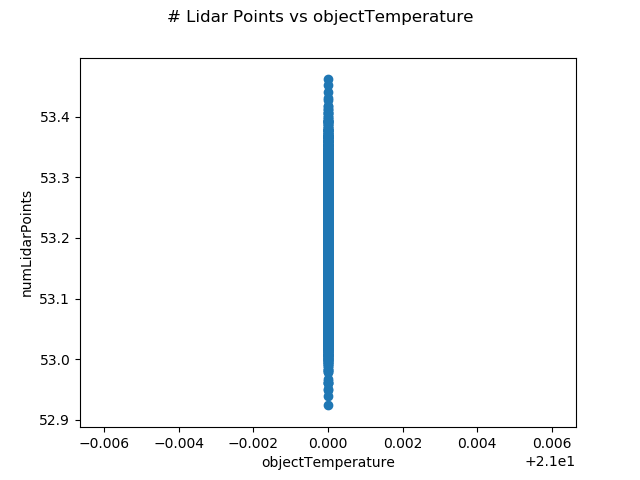 # Lidar Points vs objectTemperature
53.4
53.3
53.2
53.1
53.0
52.9
numLidarPoints
−0.006 −0.004 −0.002 0.000 0.002 0.004 0.006
objectTemperature
+2.1e1